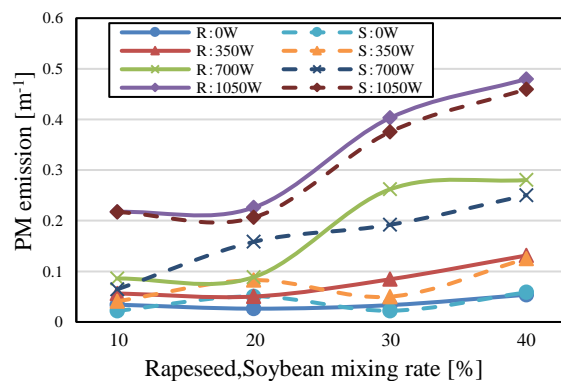 0.6
0.5
0.4
0.3
0.2
0.1
0
PM emission [m⁻¹]
R:0W S:0W
R:350W S:350W
R:700W S:700W
R:1050W S:1050W
10 20 30 40
Rapeseed,Soybean mixing rate [%]